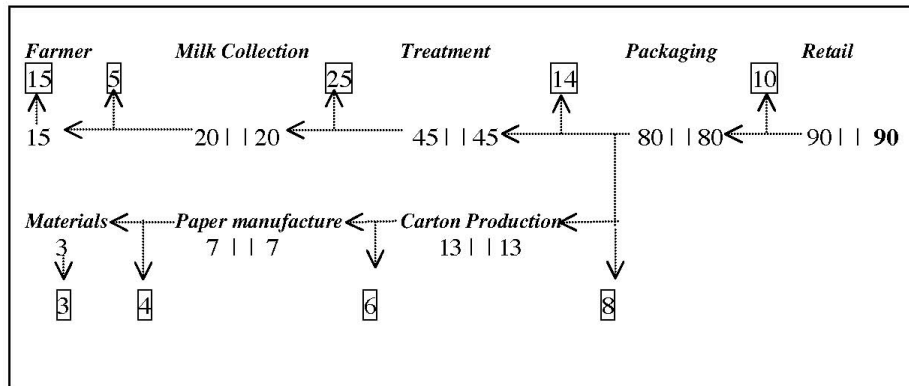 Farmer Milk Collection Treatment Packaging Retail
15 5 25 14 10
15 20 | | 20 45 | | 45 80 | | 80 90 | | 90
Materials Paper manufacture Carton Production
3 7 | | 7 13 | | 13
3 4 6 8